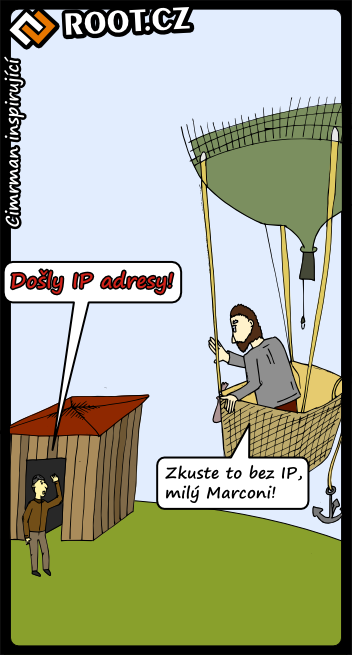 ROOT.CZ
Cimrman inspirující
Došly IP adresy!
Zkuste to bez IP,
milý Marconi!